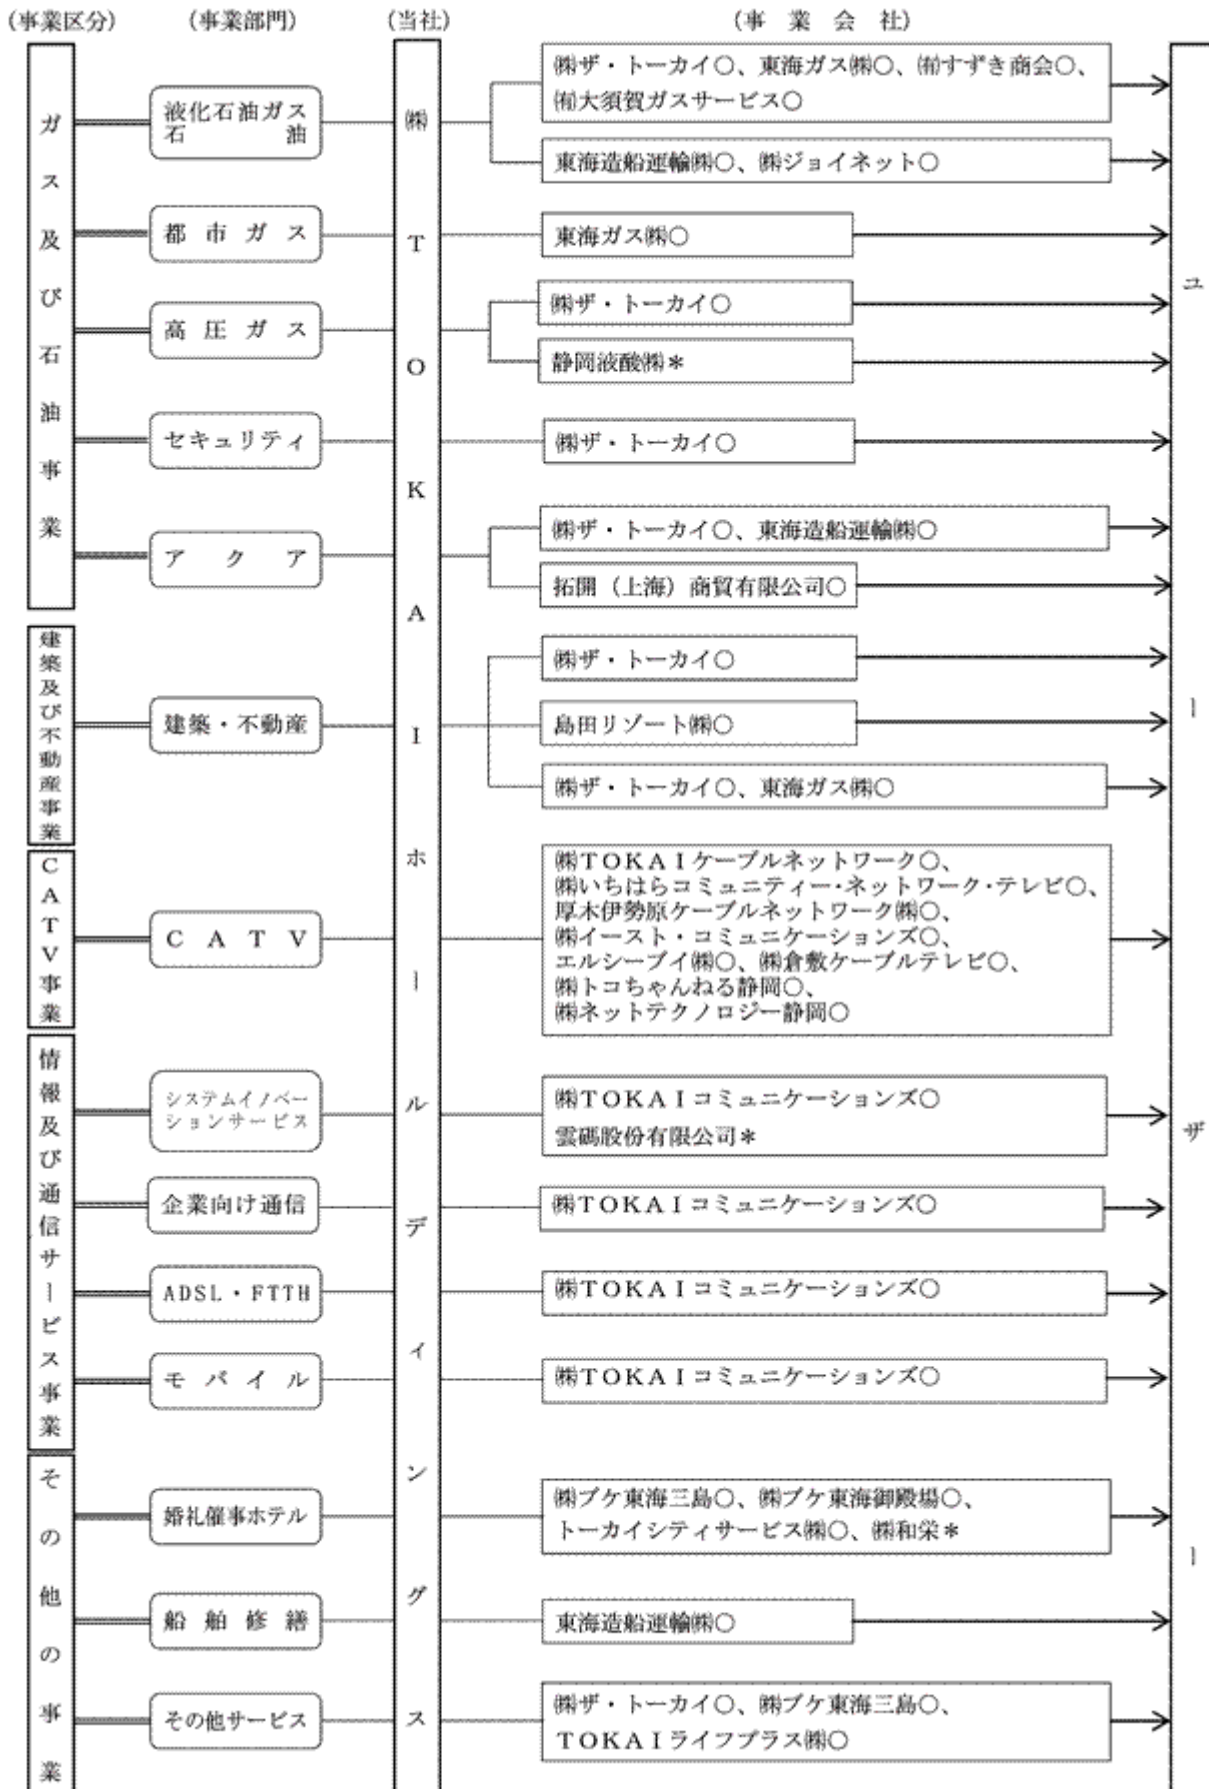 (事業区分)
(事業部門)
(当社)
(事業会社)
ガス及び石油事業
液化石油ガス
石油
㈱ＴＯＫＡＩホールディングス
㈱ザ・トーカイ○、東海ガス㈱○、㈲すずき商会○、
㈲大須賀ガスサービス○
東海造船運輸㈱○、㈱ジョイネット○
ユーザー
都市ガス
東海ガス㈱○
高圧ガス
㈱ザ・トーカイ○
静岡液酸㈱＊
セキュリティ
㈱ザ・トーカイ○
アクア
㈱ザ・トーカイ○、東海造船運輸㈱○
拓開（上海）商貿有限公司○
建築及び不動産事業
建築・不動産
㈱ザ・トーカイ○
島田リゾート㈱○
㈱ザ・トーカイ○、東海ガス㈱○
ＣＡＴＶ事業
ＣＡＴＶ
㈱ＴＯＫＡＩケーブルネットワーク○、
㈱いちはらコミュニティー・ネットワーク・テレビ○、
厚木伊勢原ケーブルネットワーク㈱○、
㈱イースト・コミュニケーションズ○、
エルシーブイ㈱○、㈱倉敷ケーブルテレビ○、
㈱トコちゃんねる静岡○、
㈱ネットテクノロジー静岡○
情報及び通信サービス事業
システムイノベー
ションサービス
㈱ＴＯＫＡＩコミュニケーションズ○
雲碼股份有限公司＊
企業向け通信
㈱ＴＯＫＡＩコミュニケーションズ○
ADSL・FTTH
㈱ＴＯＫＡＩコミュニケーションズ○
モバイル
㈱ＴＯＫＡＩコミュニケーションズ○
その他の事業
婚礼催事ホテル
㈱ブケ東海三島○、㈱ブケ東海御殿場○、
トーカイシティサービス㈱○、㈱和栄＊
船舶修繕
東海造船運輸㈱○
その他サービス
㈱ザ・トーカイ○、㈱ブケ東海三島○、
ＴＯＫＡＩライフプラス㈱○